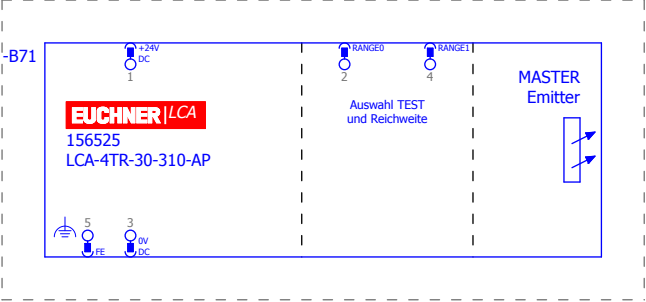 -B71
+24V
DC
1
RANGE0
2
RANGE1
4
MASTER
Emitter
EUCHNER|LCA
Auswahl TEST
und Reichweite
156525
LCA-4TR-30-310-AP
5
FE
3
0V
DC